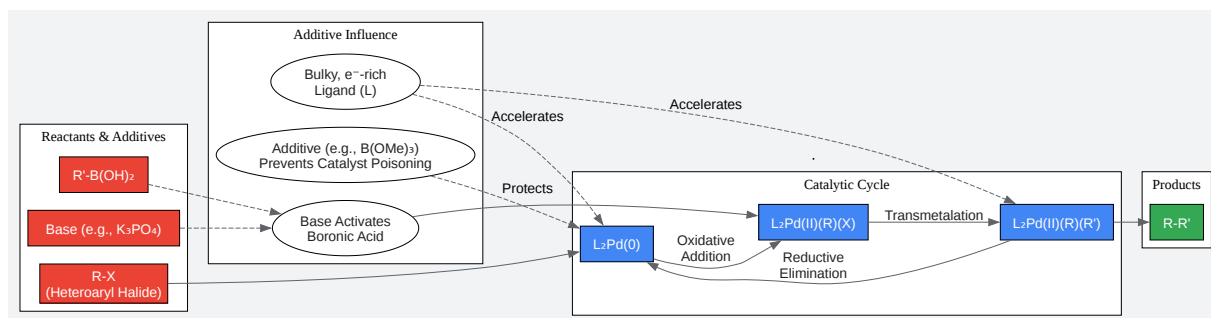 Additive Influence
Bulky, e⁻-rich
Ligand (L)
Additive (e.g., B(OMe)₃)
Prevents Catalyst Poisoning
Base Activates
Boronic Acid
Reactants & Additives
R'-B(OH)₂
Base (e.g., K₃PO₄)
R-X
(Heteroaryl Halide)
Accelerates
Accelerates
Protects
Catalytic Cycle
L₂Pd(0)
Oxidative
Addition
L₂Pd(II)(R)(X)
Transmetalation
L₂Pd(II)(R)(R')
Reductive
Elimination
Products
R-R'